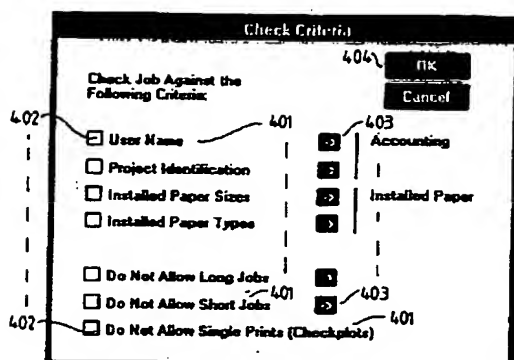 Check Criteria
404
OK
Check Job Against the
Following Criteria:
Cancel
402
401
403
User Name
Accounting
Project Identification
Installed Paper Sizes
Installed Paper
Installed Paper Types
Do Not Allow Long Jobs
401
Do Not Allow Short Jobs
403
402
401
Do Not Allow Single Prints (Checkplots)